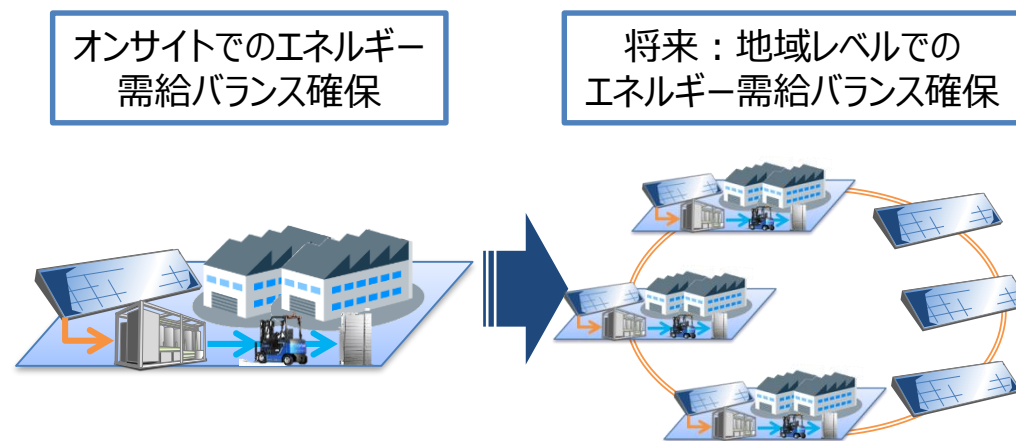 オンサイトでのエネルギー
需給バランス確保
将来：地域レベルでの
エネルギー需給バランス確保